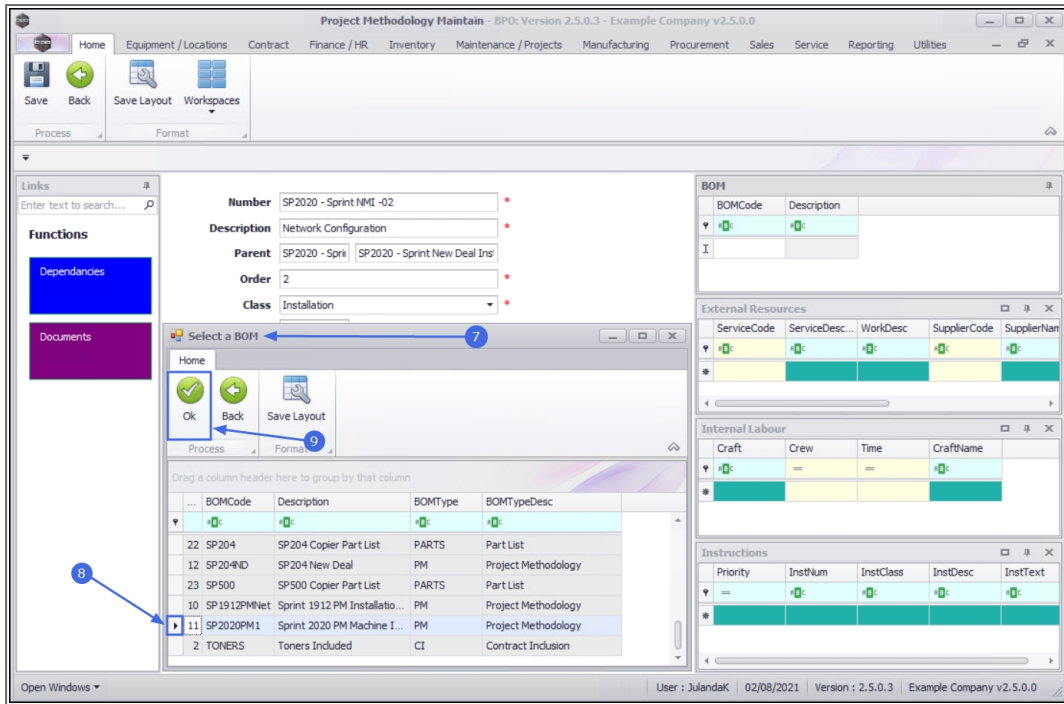 Project Methodology Maintain - BPO: Version 2.5.0.3 - Example Company v2.5.0.0
Home Equipment / Locations Contract Finance / HR Inventory Maintenance / Projects Manufacturing Procurement Sales Service Reporting Utilities
Save Back Save Layout Workspaces
Process Format
Links
Enter text to search...
Functions
Dependancies
Documents
Number SP2020 - Sprint NMI -02 *
Description Network Configuration *
Parent SP2020 - Sprin SP2020 - Sprint New Deal Ins
Order 2 *
Class Installation *
Select a BOM 7
Home
Ok Back Save Layout
9
Process Format
Drag a column header here to group by that column
... BOMCode Description BOMType BOMTypeDesc
22 SP204 SP204 Copier Part List PARTS Part List
12 SP204ND SP204 New Deal PM Project Methodology
23 SP500 SP500 Copier Part List PARTS Part List
8
10 SP1912PMNet Sprint 1912 PM Installatio... PM Project Methodology
11 SP2020PM1 Sprint 2020 PM Machine I... PM Project Methodology
2 TONERS Toners Included CI Contract Inclusion
BOM
BOMCode Description
External Resources
ServiceCode ServiceDesc... WorkDesc SupplierCode SupplierNam
Internal Labour
Craft Crew Time CraftName
Instructions
Priority InstNum InstClass InstDesc InstText
Open Windows User : JulandaK 02/08/2021 Version : 2.5.0.3 Example Company v2.5.0.0